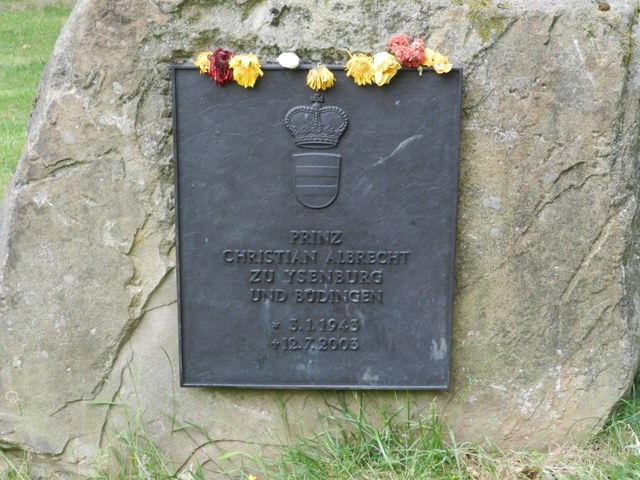 PRINZ
CHRISTIAN ALBRECHT
ZU YSENBURG
UND BÜDINGEN
* 3.1.1943
+12.7.2003